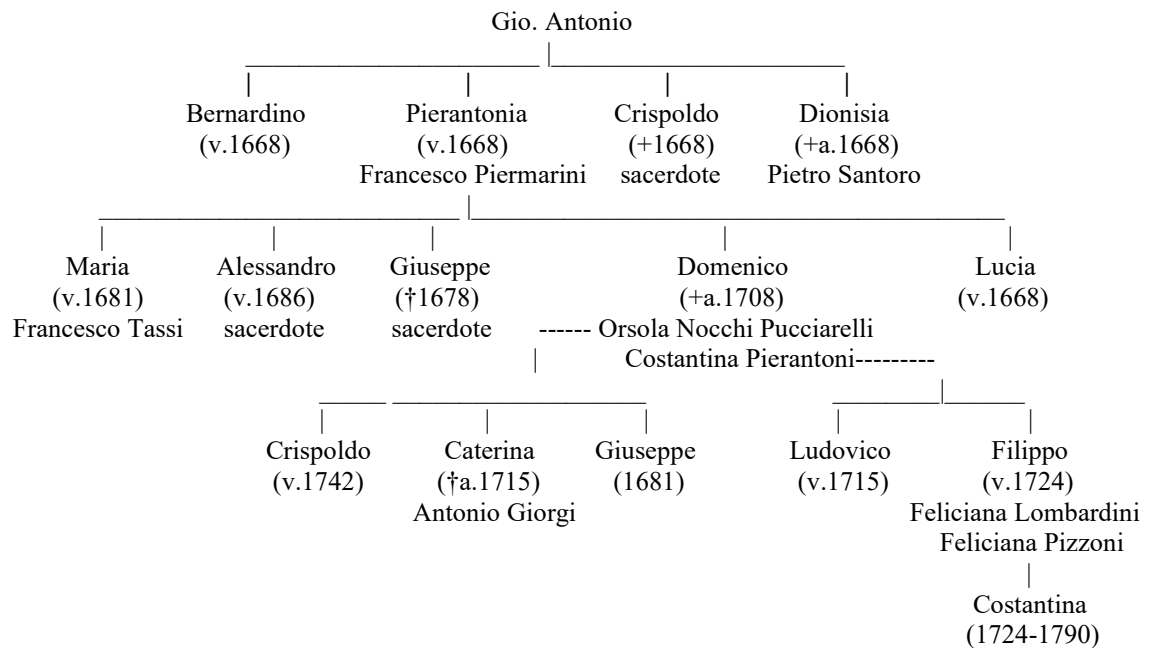 Gio. Antonio
Bernardino Pierantonia Crispoldo Dionisia
(v.1668) (v.1668) (+1668) (+a.1668)
Francesco Piermarini sacerdote Pietro Santoro
Maria Alessandro Giuseppe Domenico Lucia
(v.1681) (v.1686) (†1678) (+a.1708) (v.1668)
Francesco Tassi sacerdote sacerdote ------ Orsola Nocchi Pucciarelli
Costantina Pierantoni---------
Crispoldo Caterina Giuseppe Ludovico Filippo
(v.1742) (†a.1715) (1681) (v.1715) (v.1724)
Antonio Giorgi Feliciana Lombardini
Feliciana Pizzoni
Costantina
(1724-1790)